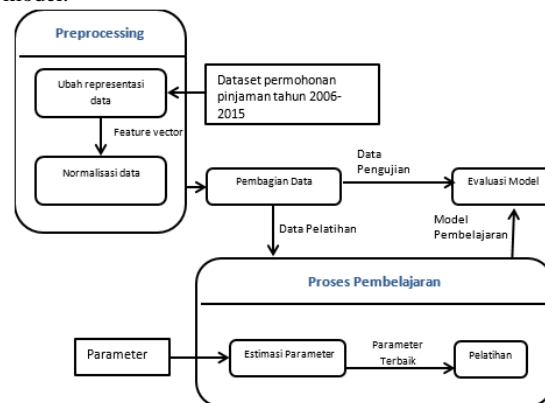 model.
Preprocessing
Ubah representasi
data
Dataset permohonan
pinjaman tahun 2006-
2015
Feature vector
Normalisasi data
Pembagian Data
Data
Pengujian
Evaluasi Model
Data Pelatihan
Model
Pembelajaran
Proses Pembelajaran
Parameter
Estimasi Parameter
Parameter
Terbaik
Pelatihan